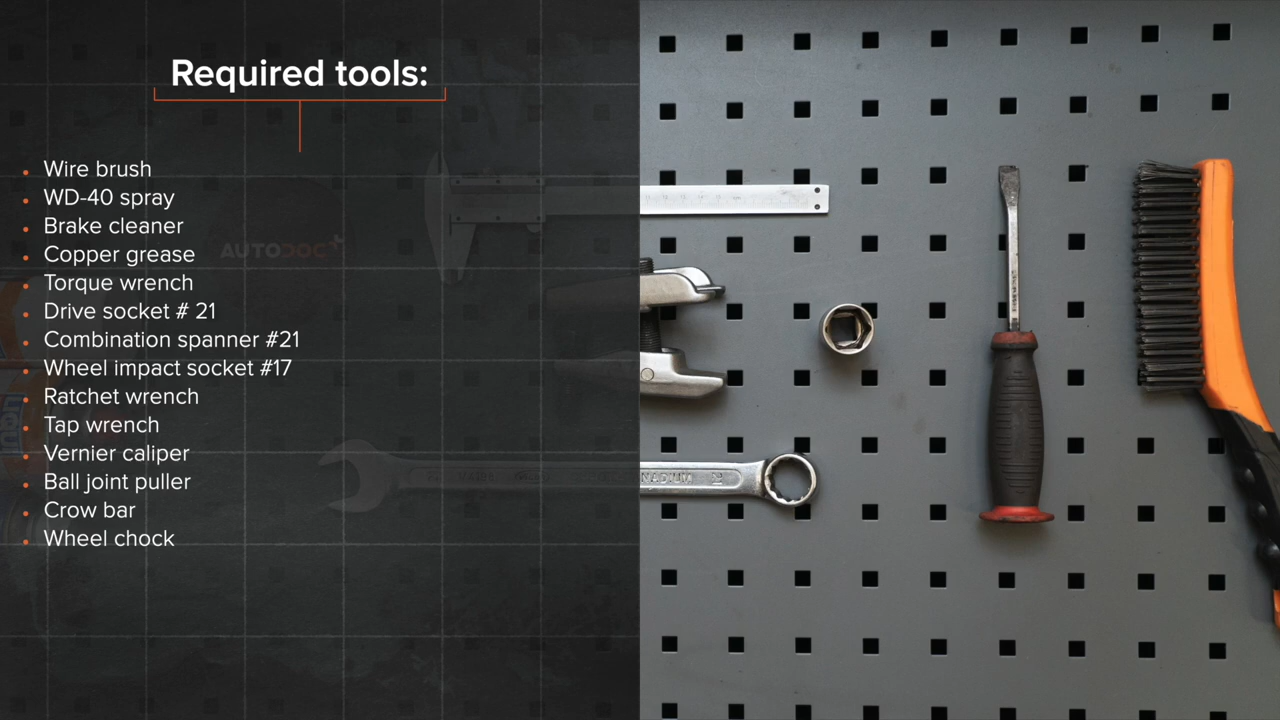 Required tools:
Wire brush
WD-40 spray
Brake cleaner
AUTODOC
Copper grease
Torque wrench
Drive socket # 21
Combination spanner #21
Wheel impact socket #17
Ratchet wrench
Tap wrench
Vernier caliper
Ball joint puller
Crow bar
Wheel chock